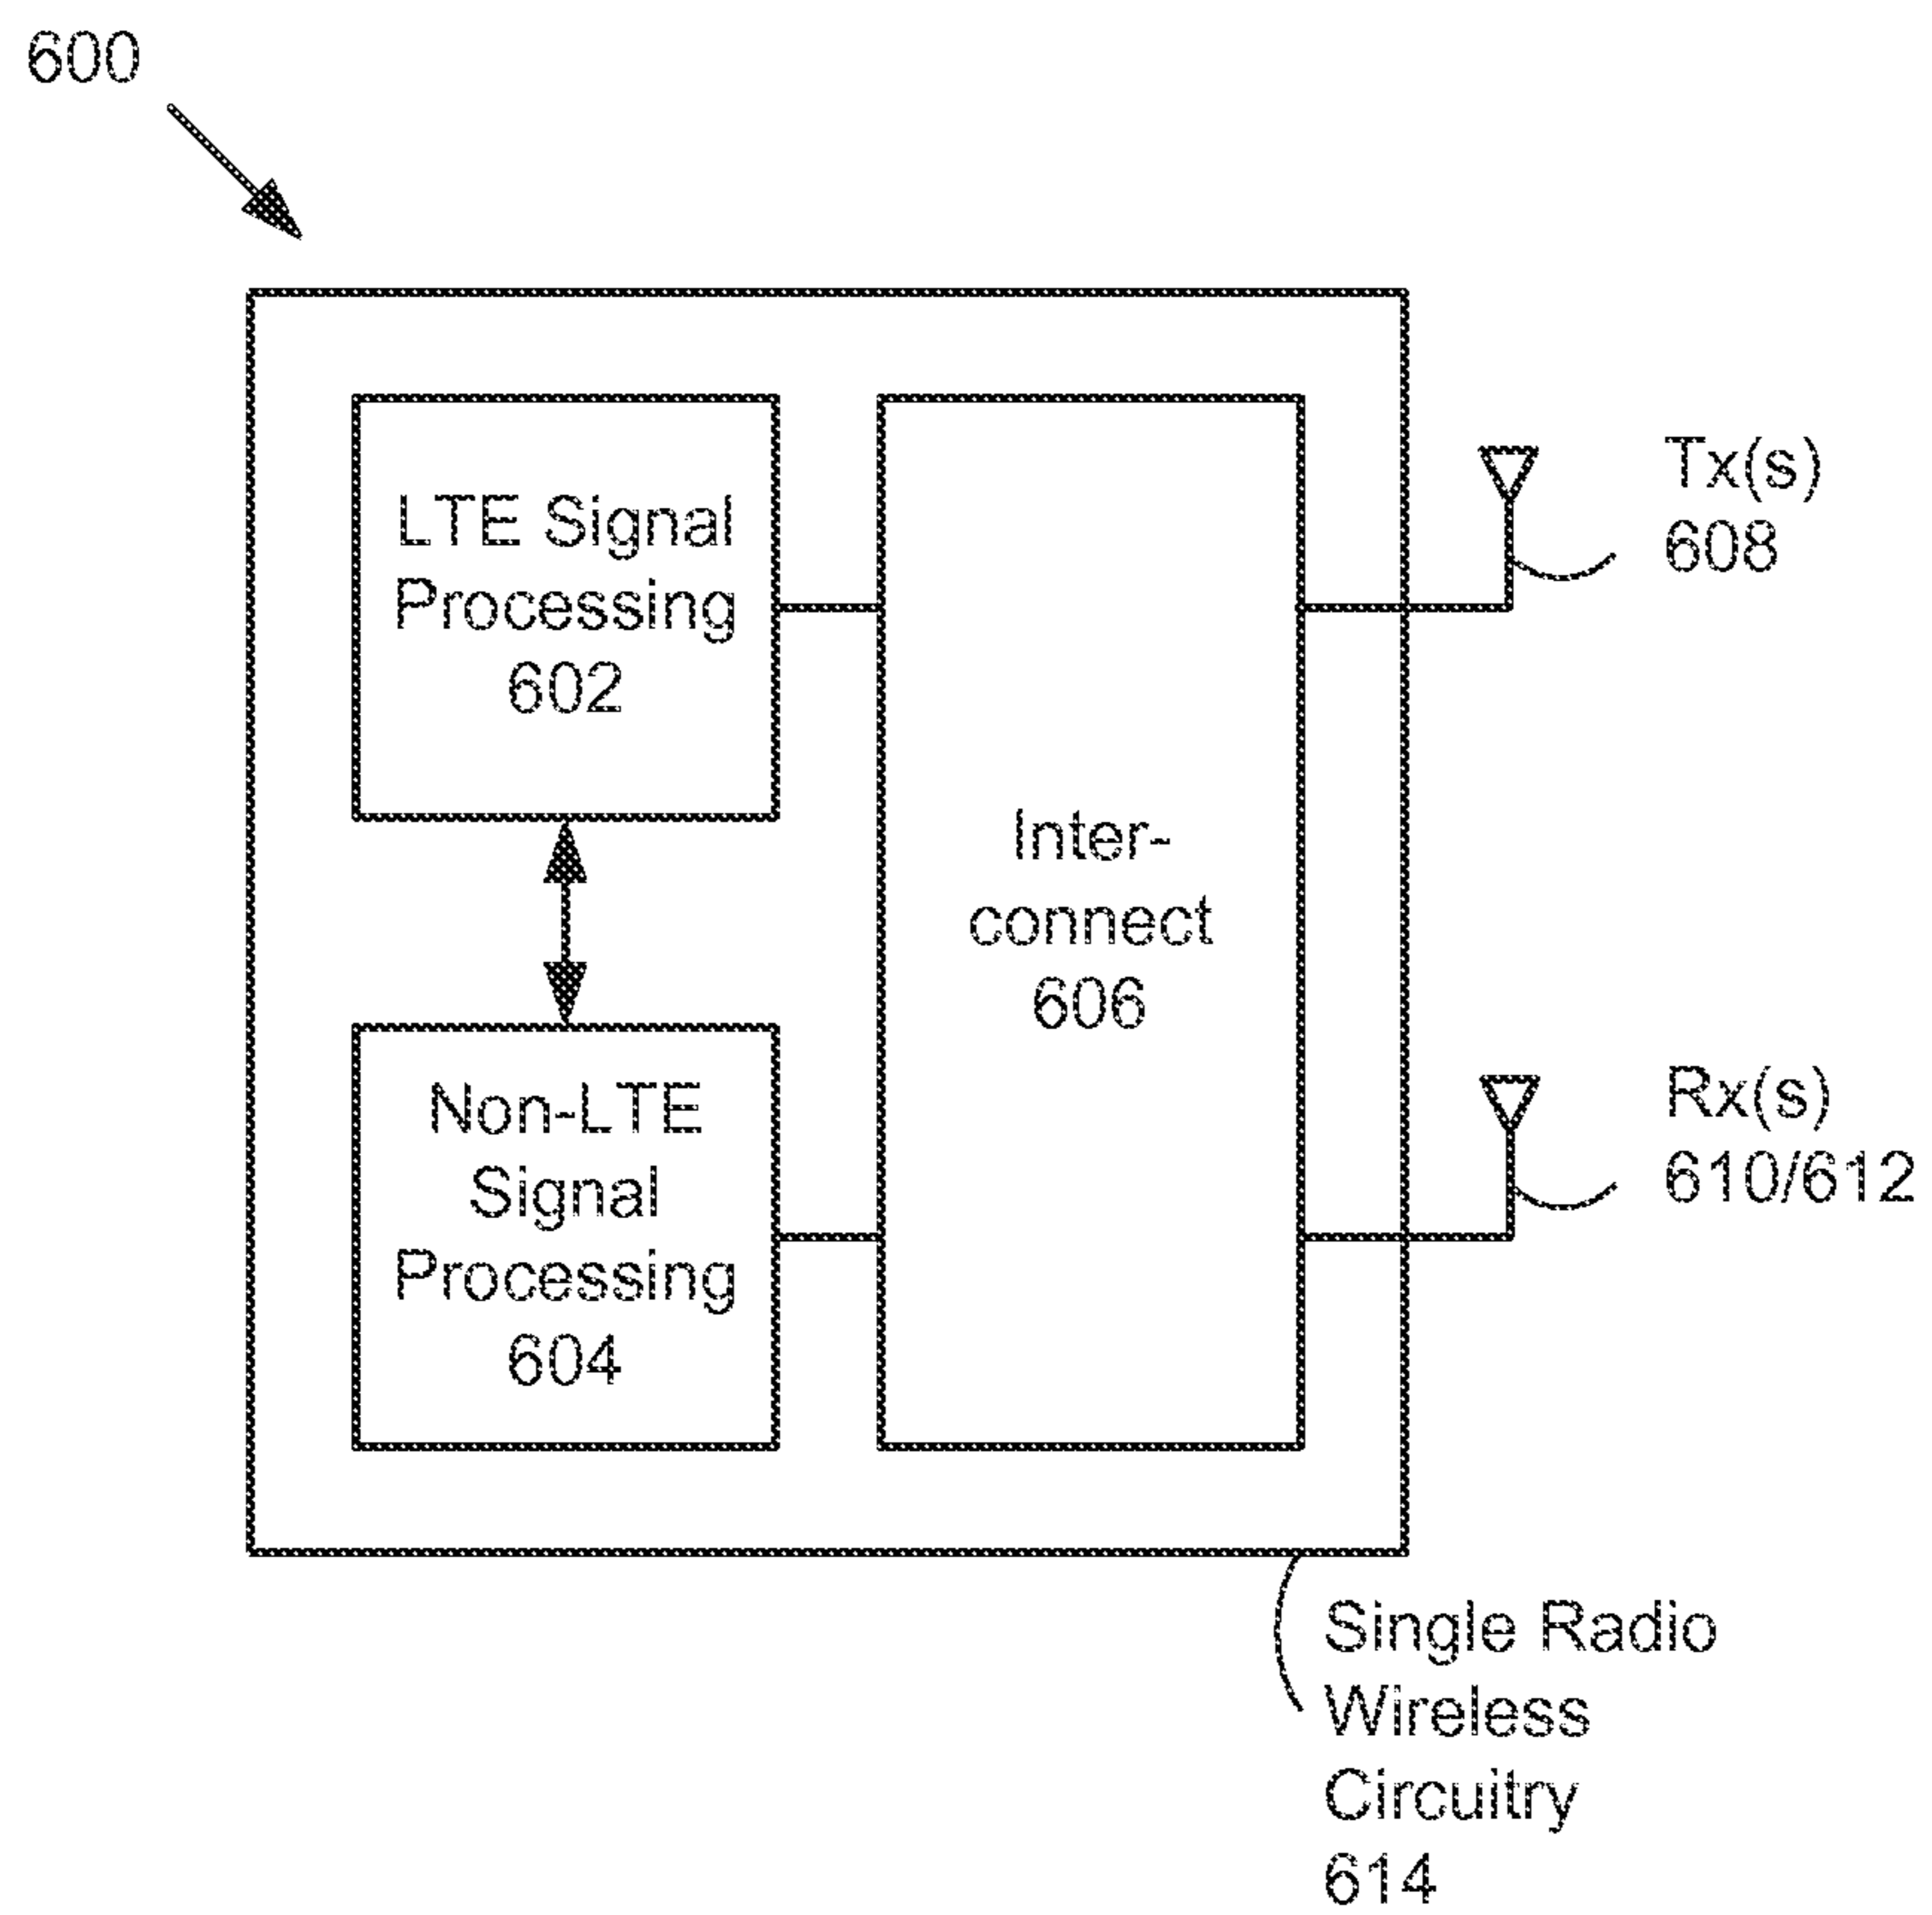 600
LTE Signal
Processing
602
Inter-
connect
606
Non-LTE
Signal
Processing
604
Tx(s)
608
Rx(s)
610/612
Single Radio
Wireless
Circuitry
614